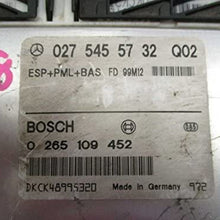 027 545 57 32 Q02
ESP+PML+BAS FD 99M12
BOSCH
0 265 109 452
DKCK48995320 Made in Germany 972